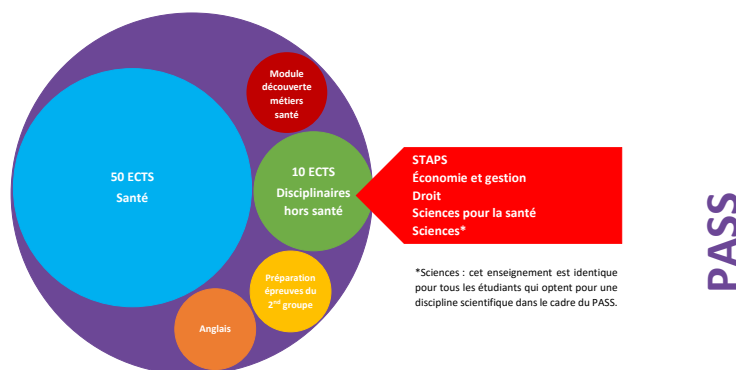 Module
découverte
métiers
santé
50 ECTS
Santé
10 ECTS
Disciplinaires
hors santé
STAPS
Économie et gestion
Droit
Sciences pour la santé
Sciences*
Préparation
épreuves du
2nd groupe
Anglais
*Sciences : cet enseignement est identique
pour tous les étudiants qui optent pour une
discipline scientifique dans le cadre du PASS.
PASS